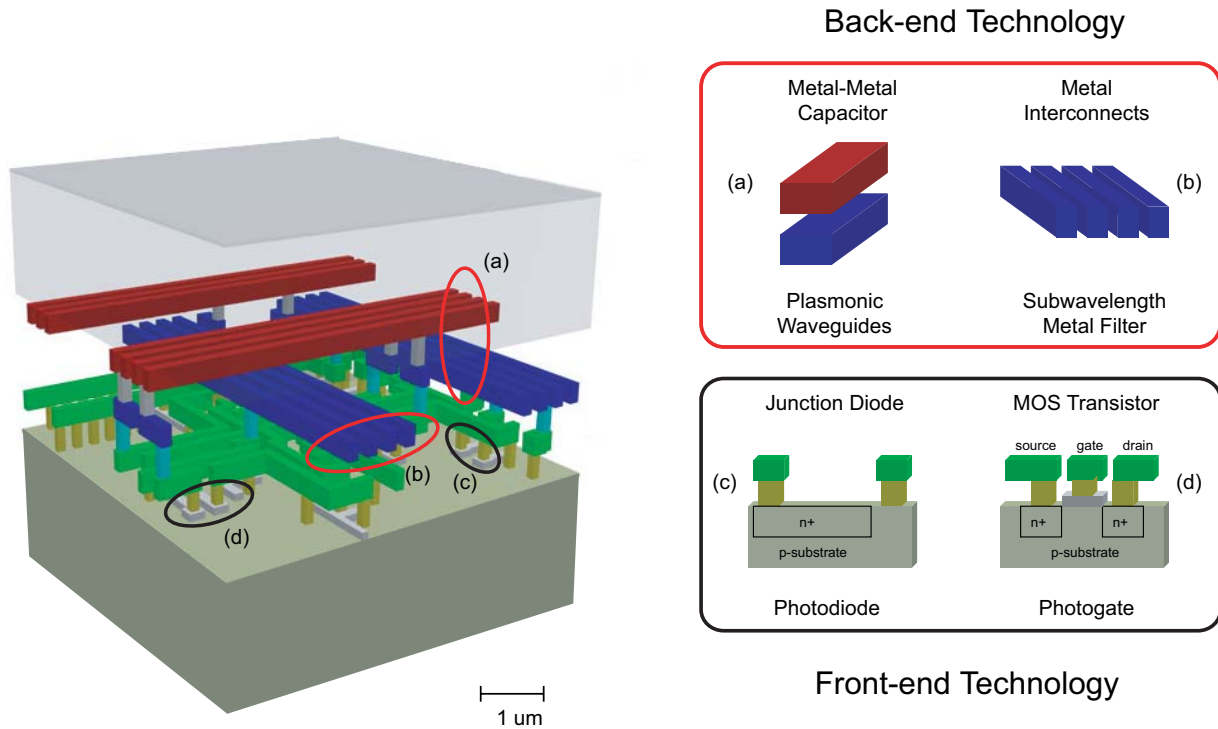 Back-end Technology
Metal-Metal
Capacitor
Metal
Interconnects
(a)
(b)
Plasmonic
Waveguides
Subwavelength
Metal Filter
(a)
(b)
(c)
(d)
1 um
Junction Diode
MOS Transistor
source
gate
drain
(c)
(d)
n+
n+
n+
p-substrate
p-substrate
Photodiode
Photogate
Front-end Technology